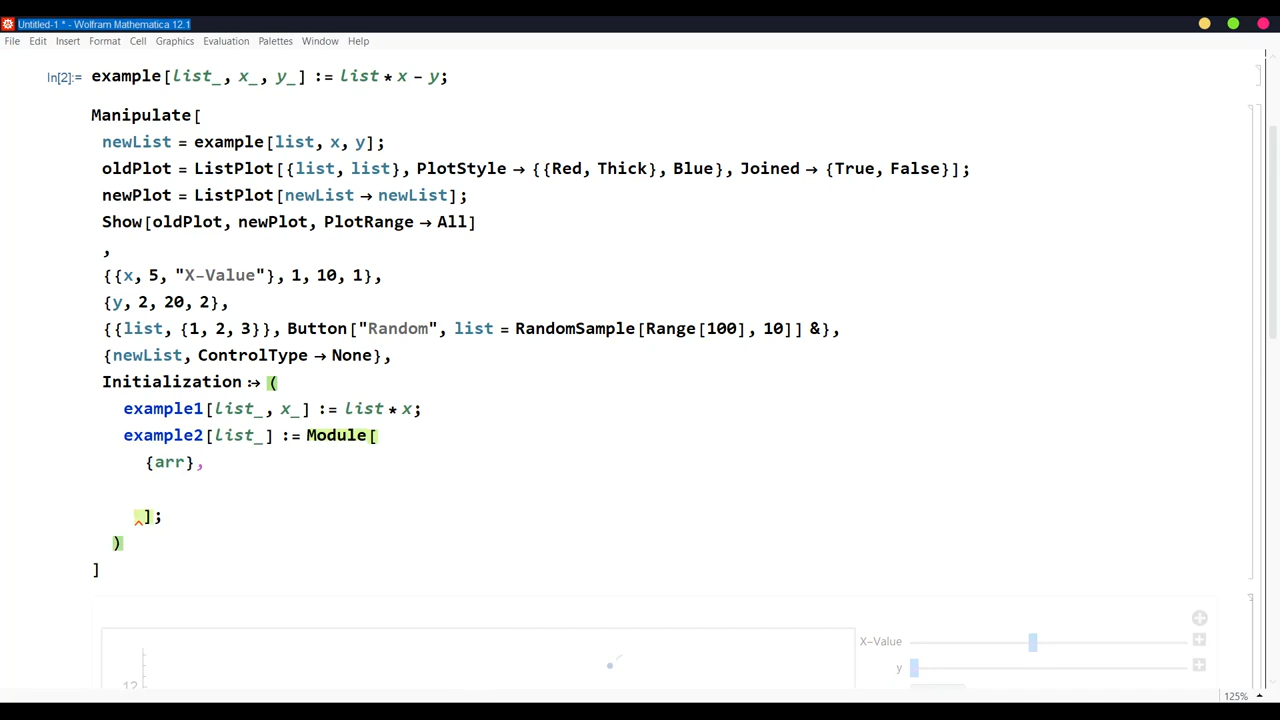 Untitled-1 * - Wolfram Mathematica 12.1
File Edit Insert Format Cell Graphics Evaluation Palettes Window Help
In[2]:= example[list_, x_, y_] := list * x - y;
Manipulate[
newList = example[list, x, y];
oldPlot = ListPlot[{list, list}, PlotStyle → {{Red, Thick}, Blue}, Joined → {True, False}];
newPlot = ListPlot[newList → newList];
Show[oldPlot, newPlot, PlotRange → All]
,
{{x, 5, "X-Value"}, 1, 10, 1},
{y, 2, 20, 2},
{{list, {1, 2, 3}}, Button["Random", list = RandomSample[Range[100], 10]] &},
{newList, ControlType → None},
Initialization :→ (
example1[list_, x_] := list * x;
example2[list_] := Module[
{arr},
];
)
]
X-Value
y
12
125%